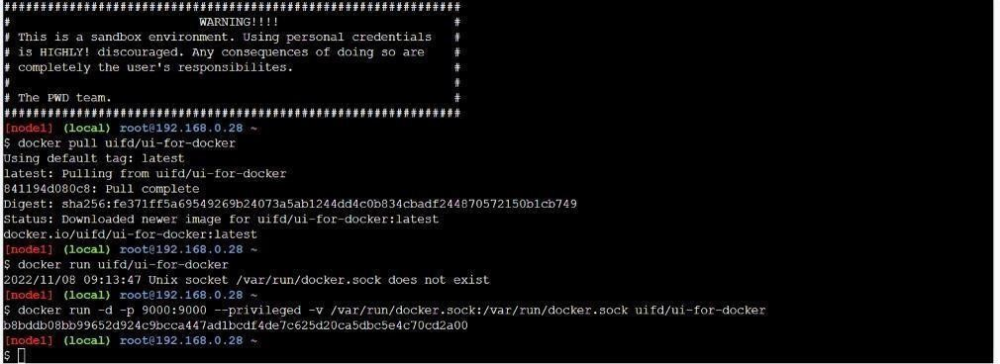 ###############################################################
#                          WARNING!!!!                        #
# This is a sandbox environment. Using personal credentials   #
# is HIGHLY! discouraged. Any consequences of doing so are    #
# completely the user's responsibilites.                      #
#                                                             #
# The PWD team.                                               #
###############################################################
[node1] (local) root@192.168.0.28 ~
$ docker pull uifd/ui-for-docker
Using default tag: latest
latest: Pulling from uifd/ui-for-docker
841194d080c8: Pull complete
Digest: sha256:fe371ff5a69549269b24073a5ab1244dd4c0b834cbadf244870572150b1cb749
Status: Downloaded newer image for uifd/ui-for-docker:latest
docker.io/uifd/ui-for-docker:latest
[node1] (local) root@192.168.0.28 ~
$ docker run uifd/ui-for-docker
2022/11/08 09:13:47 Unix socket /var/run/docker.sock does not exist
[node1] (local) root@192.168.0.28 ~
$ docker run -d -p 9000:9000 --privileged -v /var/run/docker.sock:/var/run/docker.sock uifd/ui-for-docker
b8bddb08bb99652d924c9bcca447ad1bcdf4de7c625d20ca5dbc5e4c70cd2a00
[node1] (local) root@192.168.0.28 ~
$